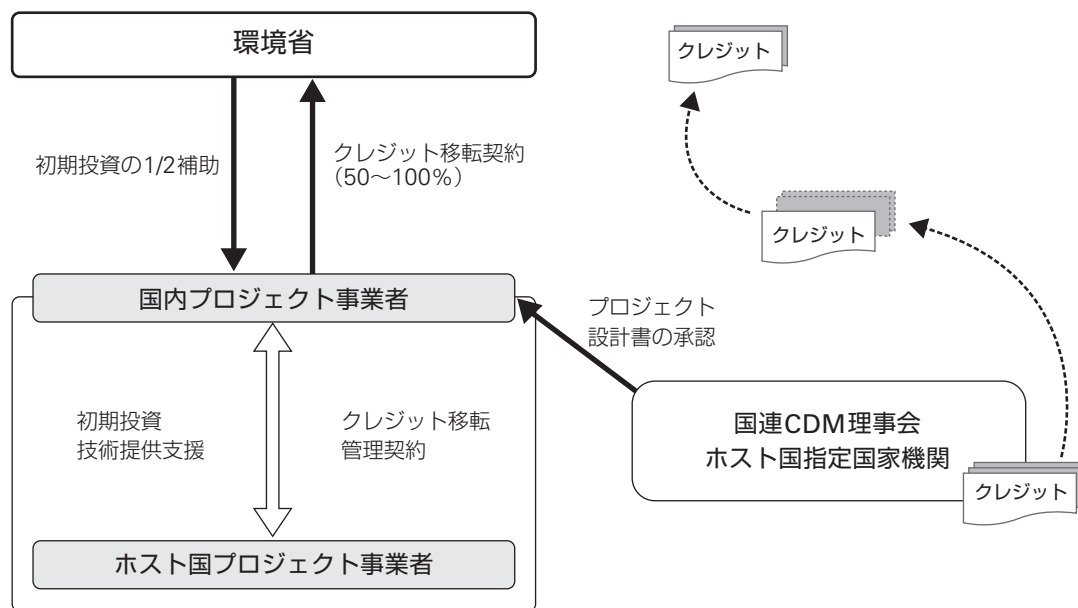 環境省
クレジット
初期投資の1/2補助
クレジット移転契約
（50〜100％）
クレジット
国内プロジェクト事業者
プロジェクト
設計書の承認
初期投資
技術提供支援
クレジット移転
管理契約
国連CDM理事会
ホスト国指定国家機関
クレジット
ホスト国プロジェクト事業者